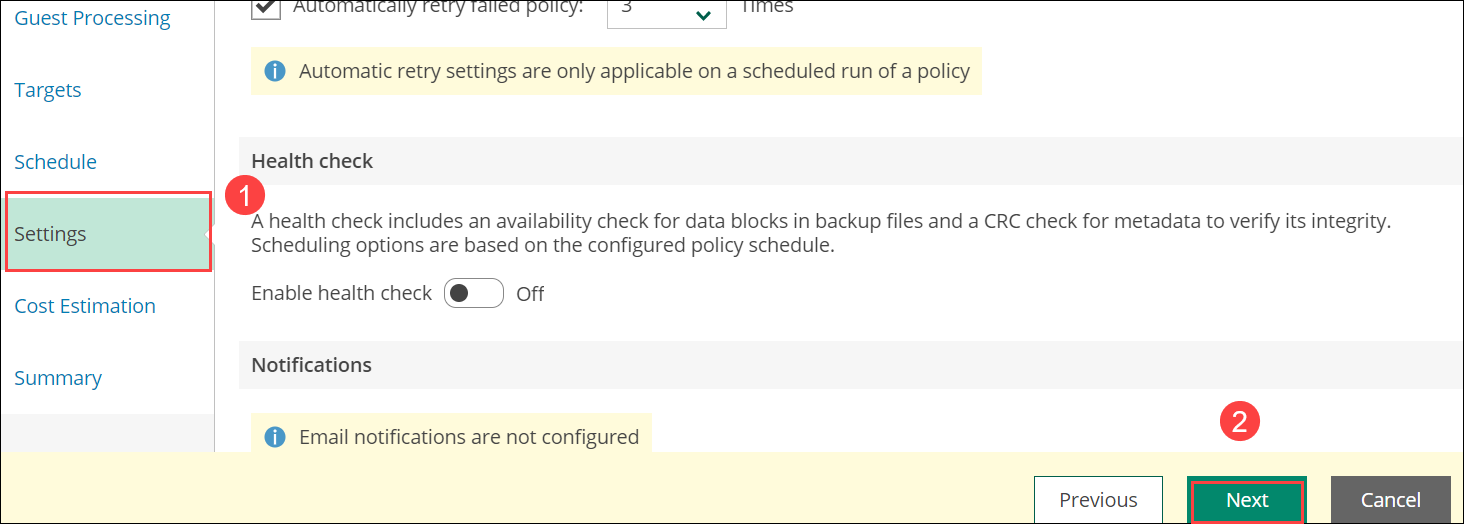 Guest Processing
Targets
Schedule
Settings
Cost Estimation
Summary
Automatically retry failed policy: 3 Times
Automatic retry settings are only applicable on a scheduled run of a policy
Health check
1
A health check includes an availability check for data blocks in backup files and a CRC check for metadata to verify its integrity.
Scheduling options are based on the configured policy schedule.
Enable health check Off
Notifications
Email notifications are not configured
2
Previous Next Cancel